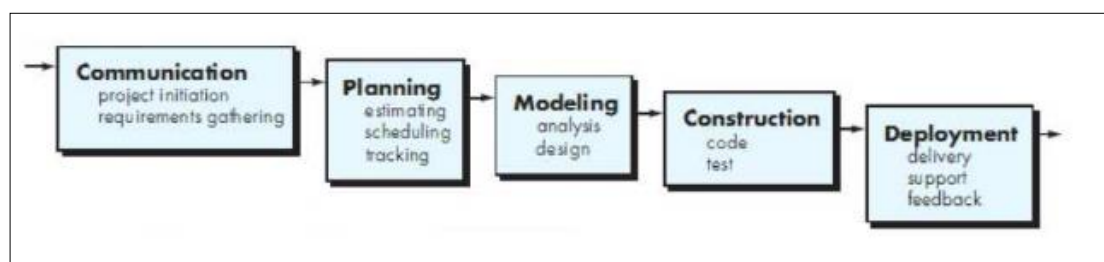 Communication
project initiation
requirements gathering
Planning
estimating
scheduling
tracking
Modeling
analysis
design
Construction
code
test
Deployment
delivery
support
feedback